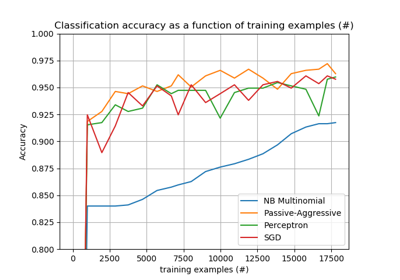 Classification accuracy as a function of training examples (#)
1.000
0.975
0.950
0.925
0.900
0.875
0.850
0.825
0.800
Accuracy
NB Multinomial
Passive-Aggressive
Perceptron
SGD
0 2500 5000 7500 10000 12500 15000 17500
training examples (#)